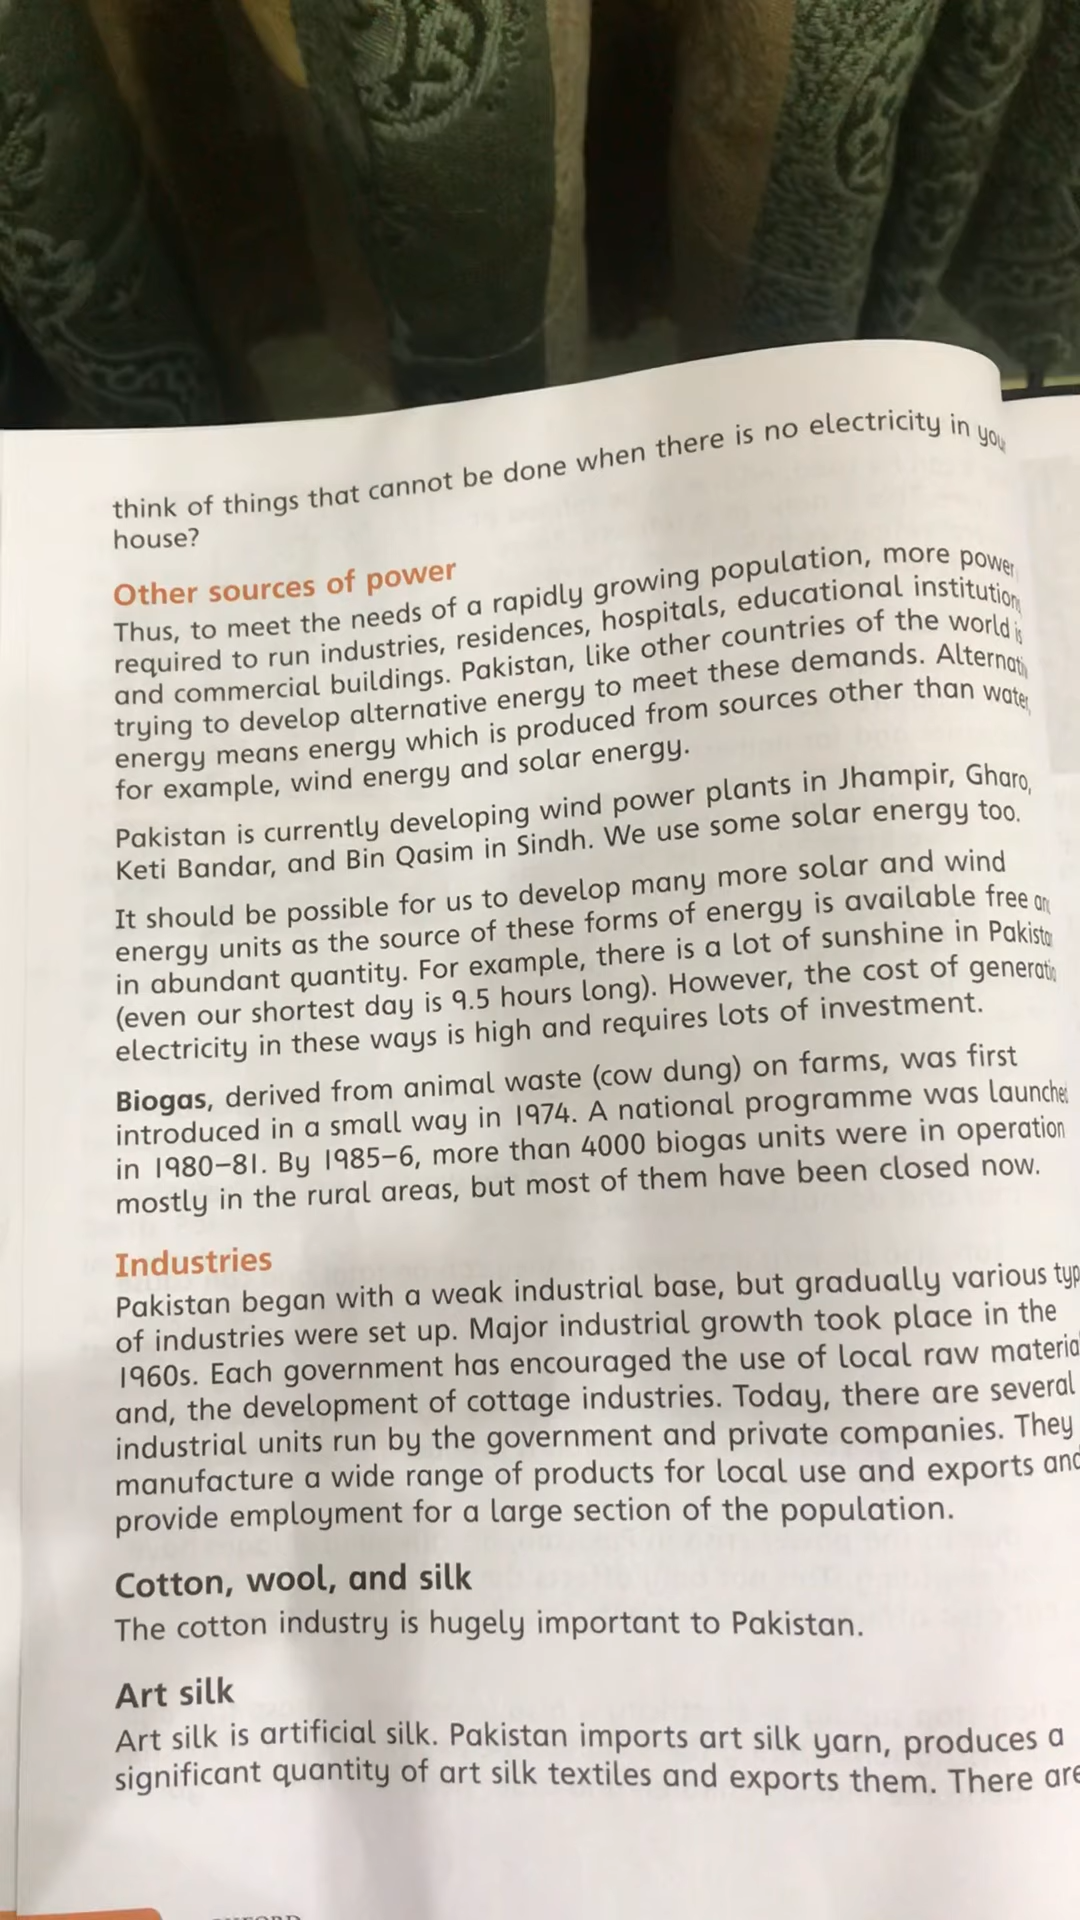 think of things that cannot be done when there is no electricity in you
house?
Other sources of power
Thus, to meet the needs of a rapidly growing population, more power
required to run industries, residences, hospitals, educational institution
and commercial buildings. Pakistan, like other countries of the world is
trying to develop alternative energy to meet these demands. Alternati
energy means energy which is produced from sources other than water,
for example, wind energy and solar energy.
Pakistan is currently developing wind power plants in Jhampir, Gharo,
Keti Bandar, and Bin Qasim in Sindh. We use some solar energy too.
It should be possible for us to develop many more solar and wind
energy units as the source of these forms of energy is available free an
in abundant quantity. For example, there is a lot of sunshine in Pakista
(even our shortest day is 9.5 hours long). However, the cost of generati
electricity in these ways is high and requires lots of investment.
Biogas, derived from animal waste (cow dung) on farms, was first
introduced in a small way in 1974. A national programme was launche
in 1980–81. By 1985–6, more than 4000 biogas units were in operation
mostly in the rural areas, but most of them have been closed now.
Industries
Pakistan began with a weak industrial base, but gradually various typ
of industries were set up. Major industrial growth took place in the
1960s. Each government has encouraged the use of local raw materia
and, the development of cottage industries. Today, there are several
industrial units run by the government and private companies. They
manufacture a wide range of products for local use and exports and
provide employment for a large section of the population.
Cotton, wool, and silk
The cotton industry is hugely important to Pakistan.
Art silk
Art silk is artificial silk. Pakistan imports art silk yarn, produces a
significant quantity of art silk textiles and exports them. There are